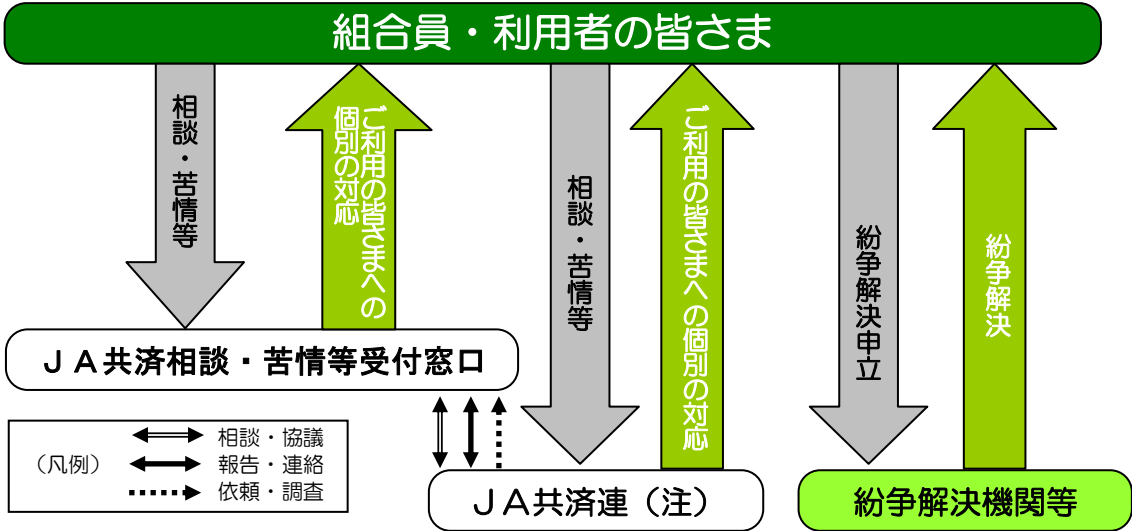 組合員・利用者の皆さま
相談・苦情等
ご利用の皆さまへの
個別の対応
相談・苦情等
ご利用の皆さまへの個別の対応
紛争解決申立
紛争解決
ＪＡ共済相談・苦情等受付窓口
（凡例）
相談・協議
報告・連絡
依頼・調査
ＪＡ共済連（注）
紛争解決機関等